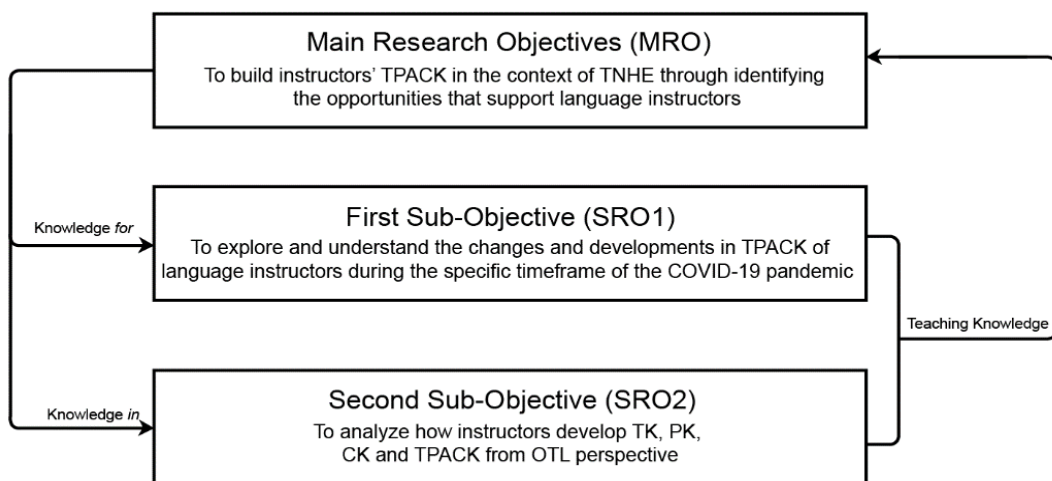 Main Research Objectives (MRO)
To build instructors' TPACK in the context of TNHE through identifying
the opportunities that support language instructors
First Sub-Objective (SRO1)
To explore and understand the changes and developments in TPACK of
language instructors during the specific timeframe of the COVID-19 pandemic
Knowledge for
Teaching Knowledge
Second Sub-Objective (SRO2)
To analyze how instructors develop TK, PK,
CK and TPACK from OTL perspective
Knowledge in